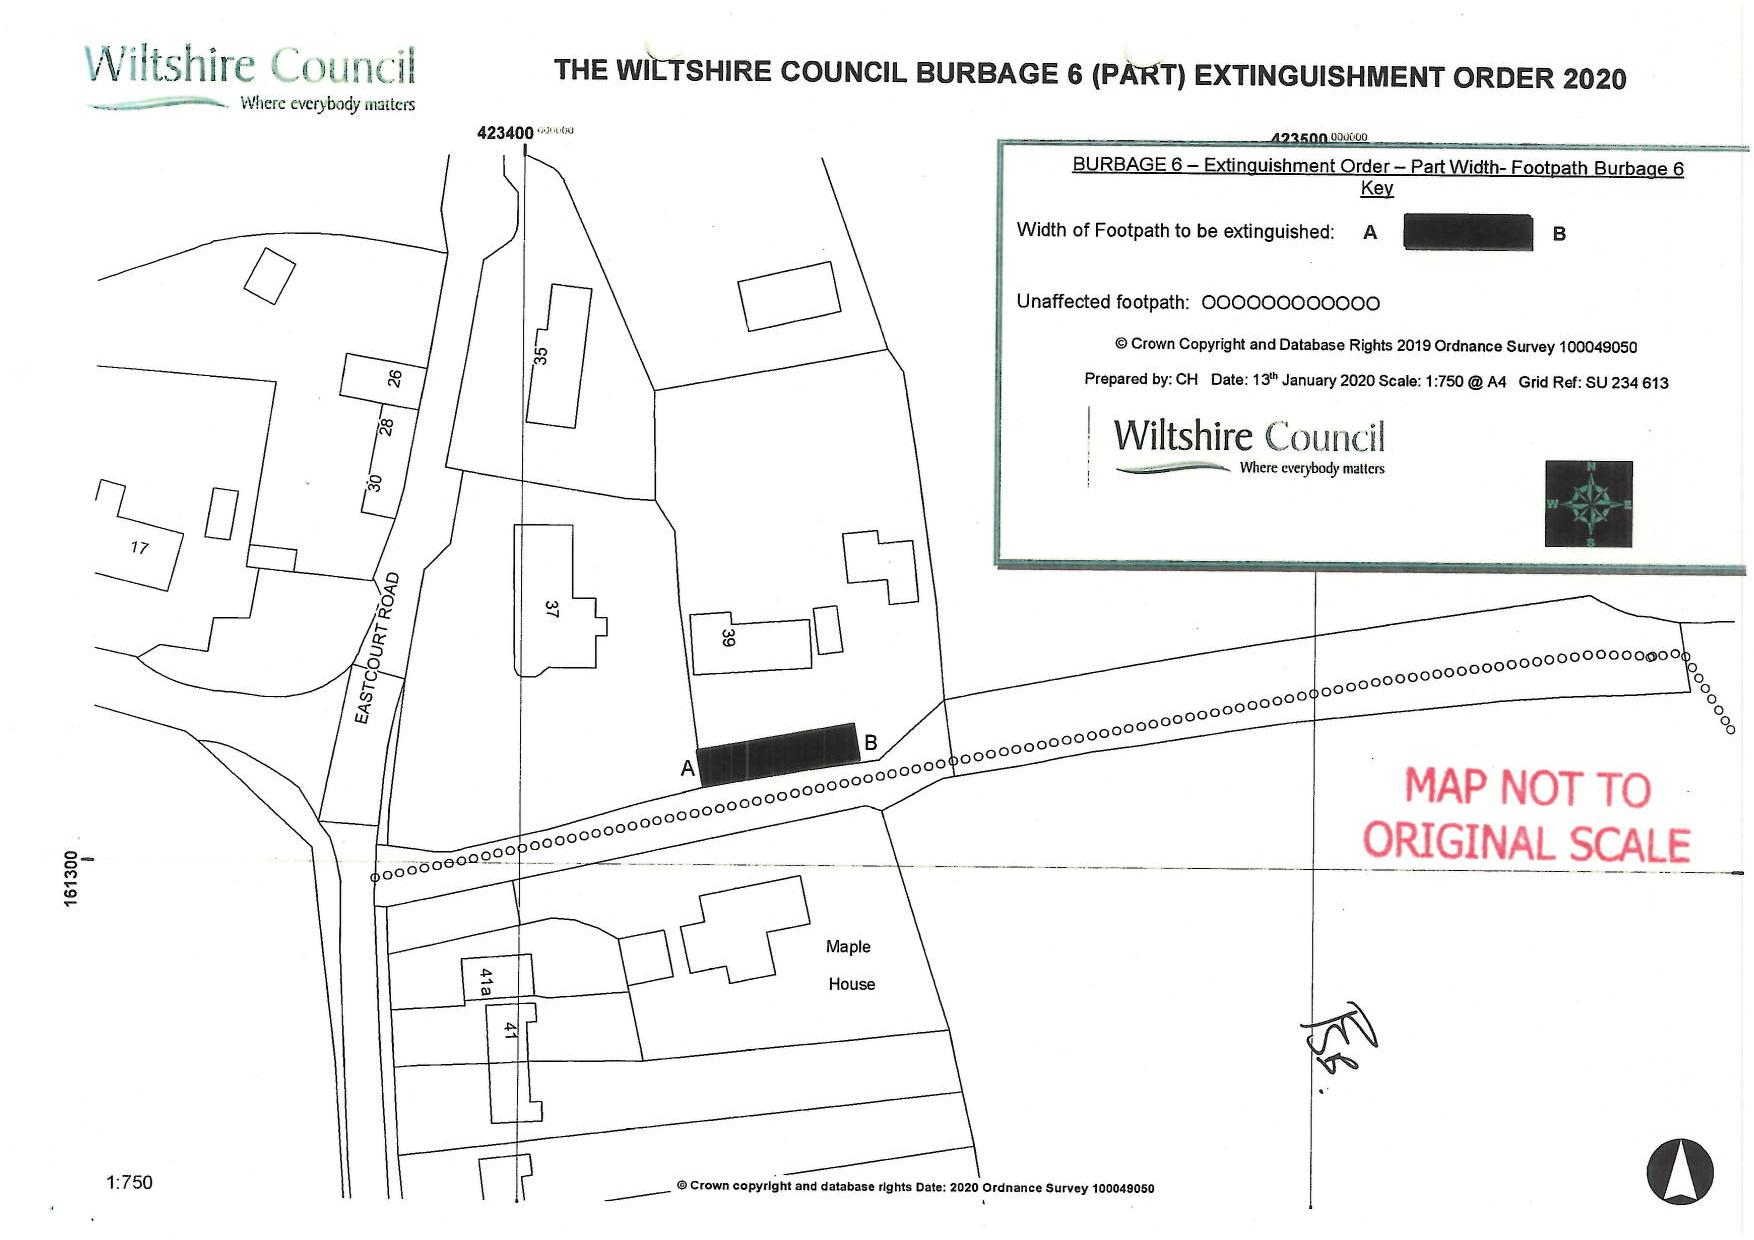 Wiltshire Council
Where everybody matters
THE WILTSHIRE COUNCIL BURBAGE 6 (PART) EXTINGUISHMENT ORDER 2020
423400 000000
423500 000000
BURBAGE 6 – Extinguishment Order – Part Width- Footpath Burbage 6
Key
Width of Footpath to be extinguished: A B
Unaffected footpath: OOOOOOOOOOOO
© Crown Copyright and Database Rights 2019 Ordnance Survey 100049050
Prepared by: CH Date: 13th January 2020 Scale: 1:750 @ A4 Grid Ref: SU 234 613
Wiltshire Council
Where everybody matters
N
W E
S
35
26
28
30
17
37
39
EASTCOURT ROAD
A
B
MAP NOT TO
ORIGINAL SCALE
161300
Maple
House
41a
41
1:750
© Crown copyright and database rights Date: 2020 Ordnance Survey 100049050